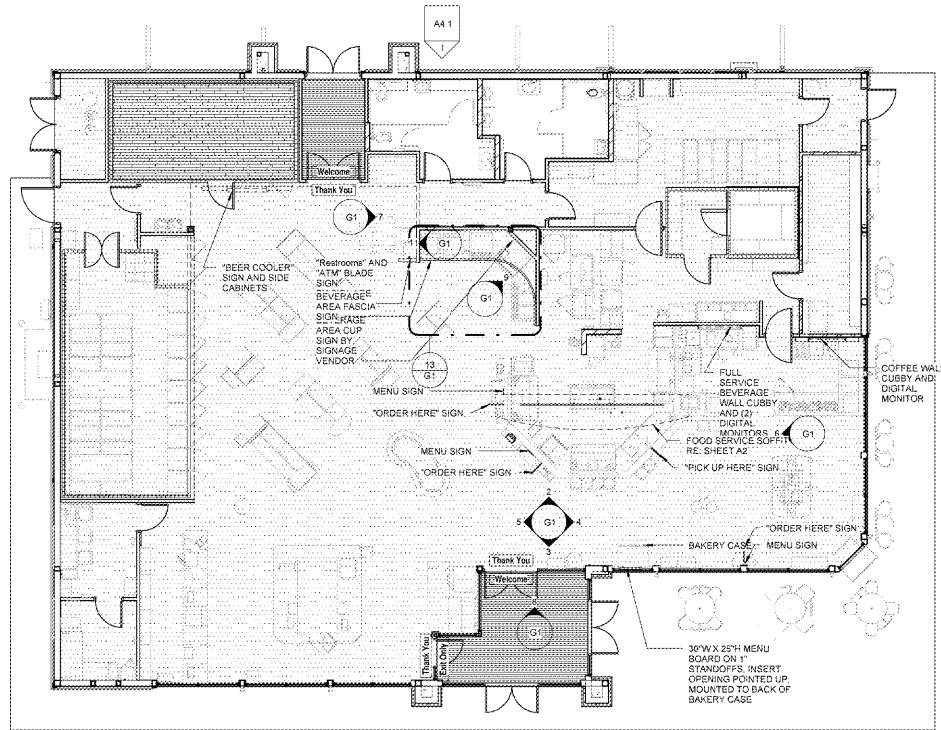 A4.1
1
Welcome
Thank You
G1
7
G1
"BEER COOLER"
SIGN AND SIDE
CABINETS
"Restrooms" AND
"ATM" BLADE
SIGN
BEVERAGE
AREA FASCIA
SIGN
AREA CUP
SIGN BY
SIGNAGE
VENDOR
9
G1
13
G1
MENU SIGN
"ORDER HERE" SIGN
MENU SIGN
"ORDER HERE" SIGN
FULL
SERVICE
BEVERAGE
WALL CUBBY
AND (2)
DIGITAL
MONITORS
6
G1
FOOD SERVICE SOFFIT
RE: SHEET A2
"PICK UP HERE" SIGN
COFFEE WALL
CUBBY AND
DIGITAL
MONITOR
2
5
G1
4
3
"ORDER HERE" SIGN
BAKERY CASE
MENU SIGN
Thank You
Welcome
G1
Thank You
Exit Only
30"W X 25"H MENU
BOARD ON 1"
STANDOFFS, INSERT
OPENING POINTED UP,
MOUNTED TO BACK OF
BAKERY CASE